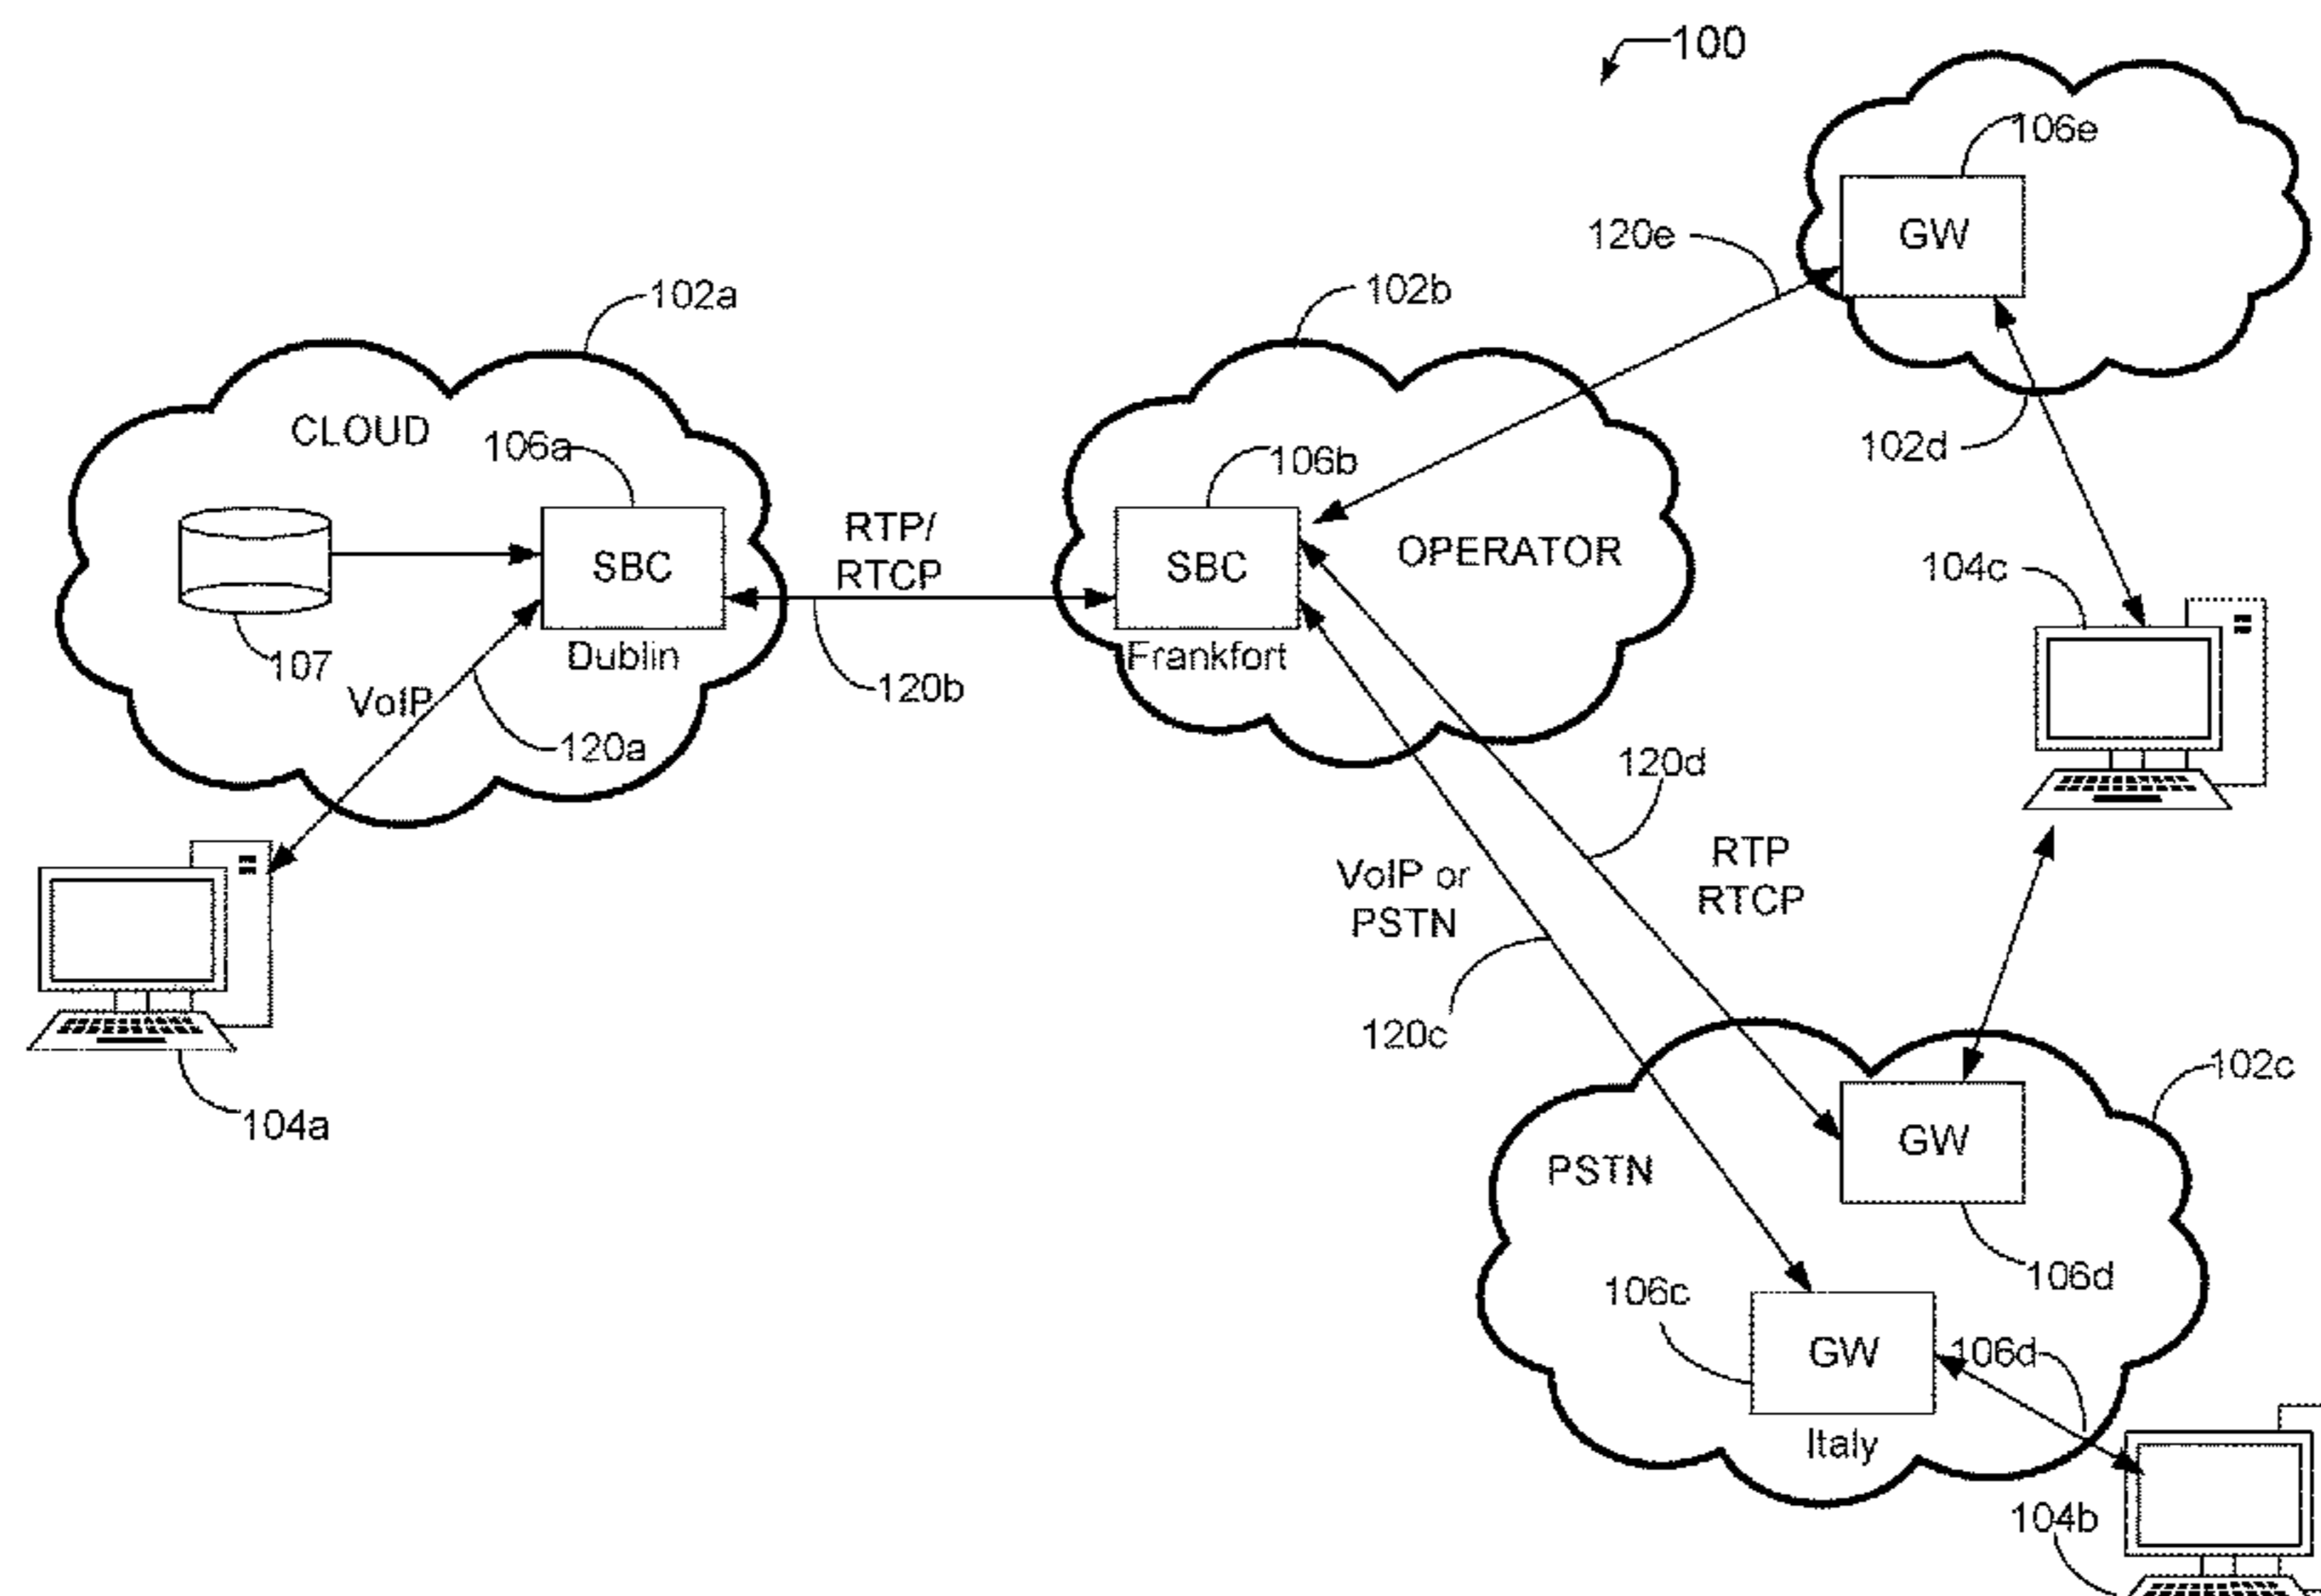 100
106e
GW
120e
102a
102b
102d
CLOUD
106a
106b
RTP/
RTCP
SBC
SBC
OPERATOR
104c
Dublin
Frankfort
107
VoIP
120b
120a
120d
VoIP or
PSTN
RTP
RTCP
120c
102c
104a
GW
PSTN
106d
106c
GW
106d
Italy
104b